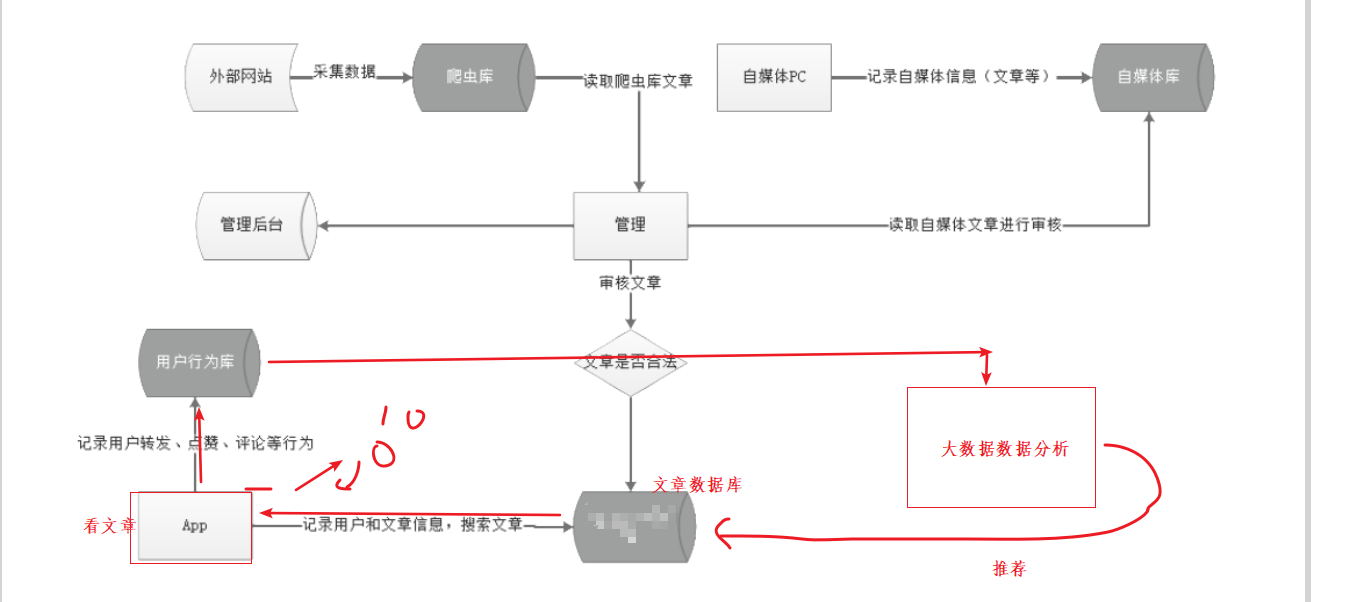 外部网站
采集数据
爬虫库
读取爬虫库文章
自媒体PC
记录自媒体信息（文章等）
自媒体库
管理后台
管理
读取自媒体文章进行审核
审核文章
用户行为库
文章是否合法
记录用户转发、点赞、评论等行为
大数据数据分析
文章数据库
看文章
App
记录用户和文章信息，搜索文章
推荐